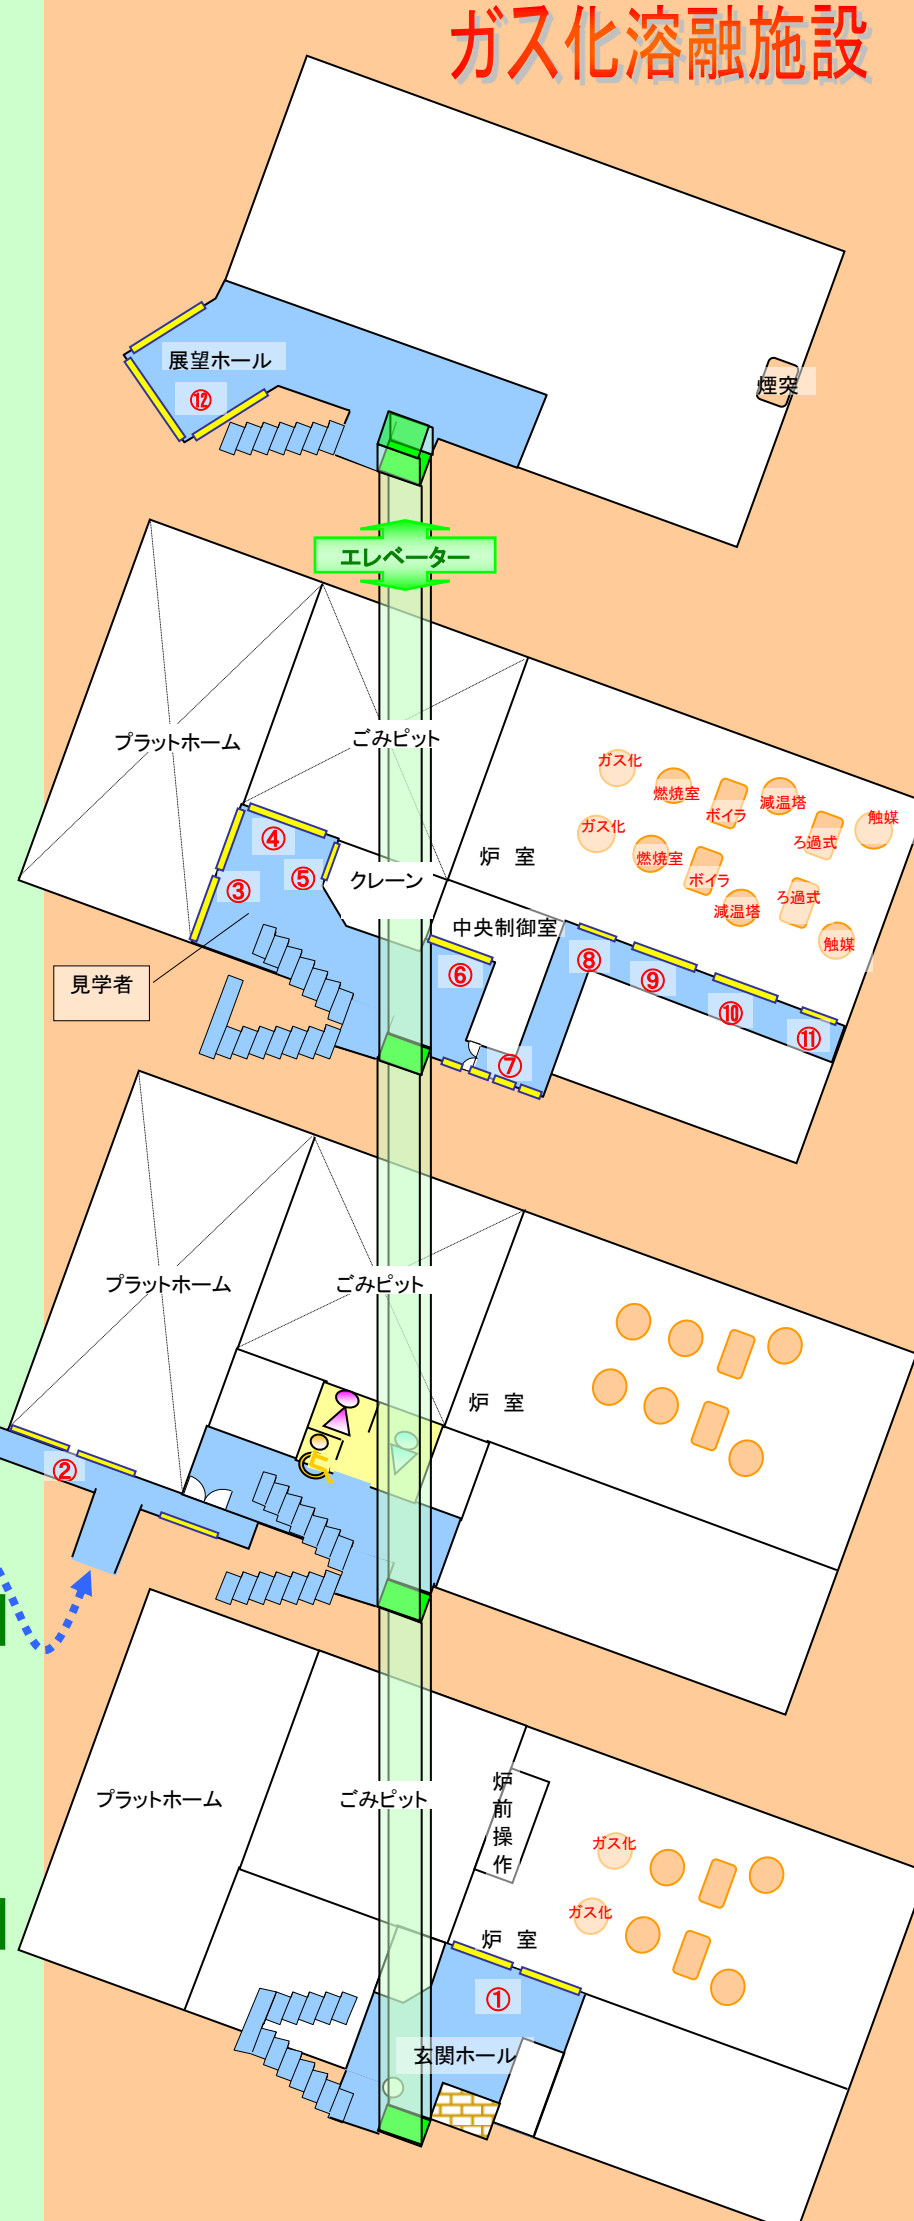 ガス化溶融施設
展望ホール
⑫
煙突
エレベーター
プラットホーム
ごみピット
ガス化
燃焼室
ボイラ
減温塔
ろ過式
触媒
ガス化
燃焼室
ボイラ
減温塔
ろ過式
触媒
炉 室
④
③
⑤
クレーン
中央制御室
見学者
⑥
⑦
⑧
⑨
⑩
⑪
プラットホーム
ごみピット
炉 室
②
プラットホーム
ごみピット
炉前操作
ガス化
ガス化
炉 室
①
玄関ホール